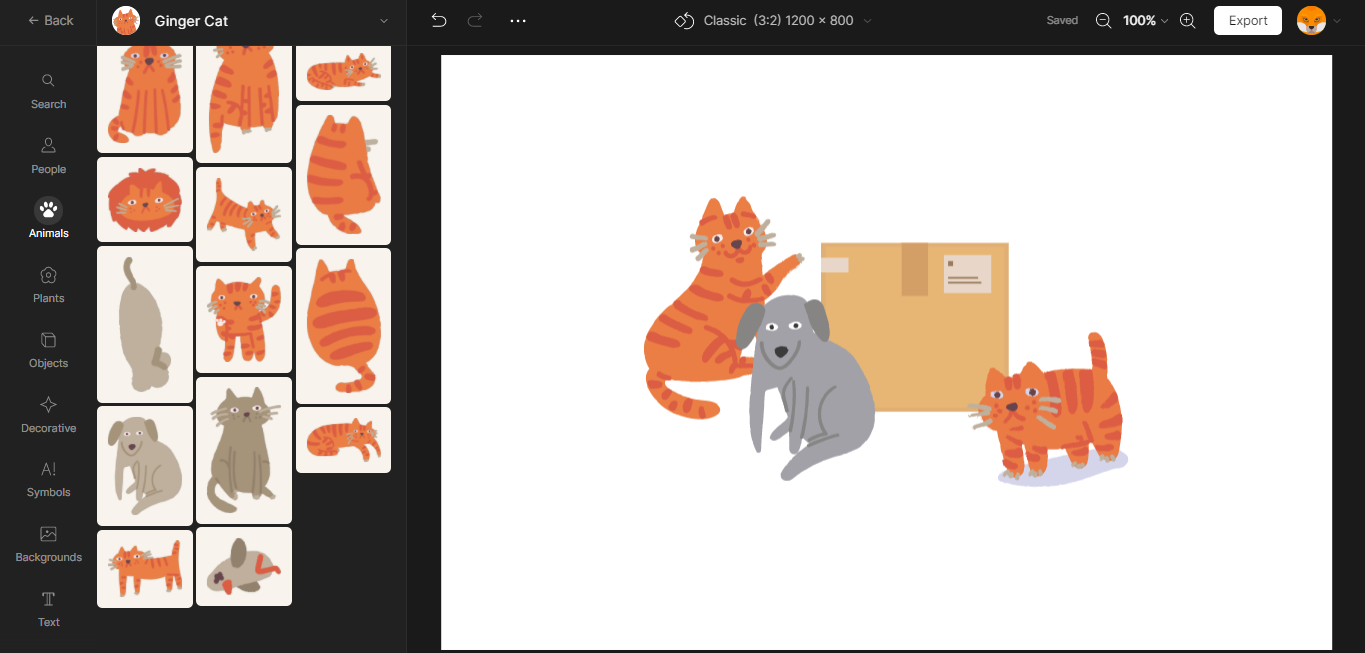 Back
Ginger Cat
Classic (3:2) 1200 × 800
Saved
100%
Export
Search
People
Animals
Plants
Objects
Decorative
A!
Symbols
Backgrounds
T
Text